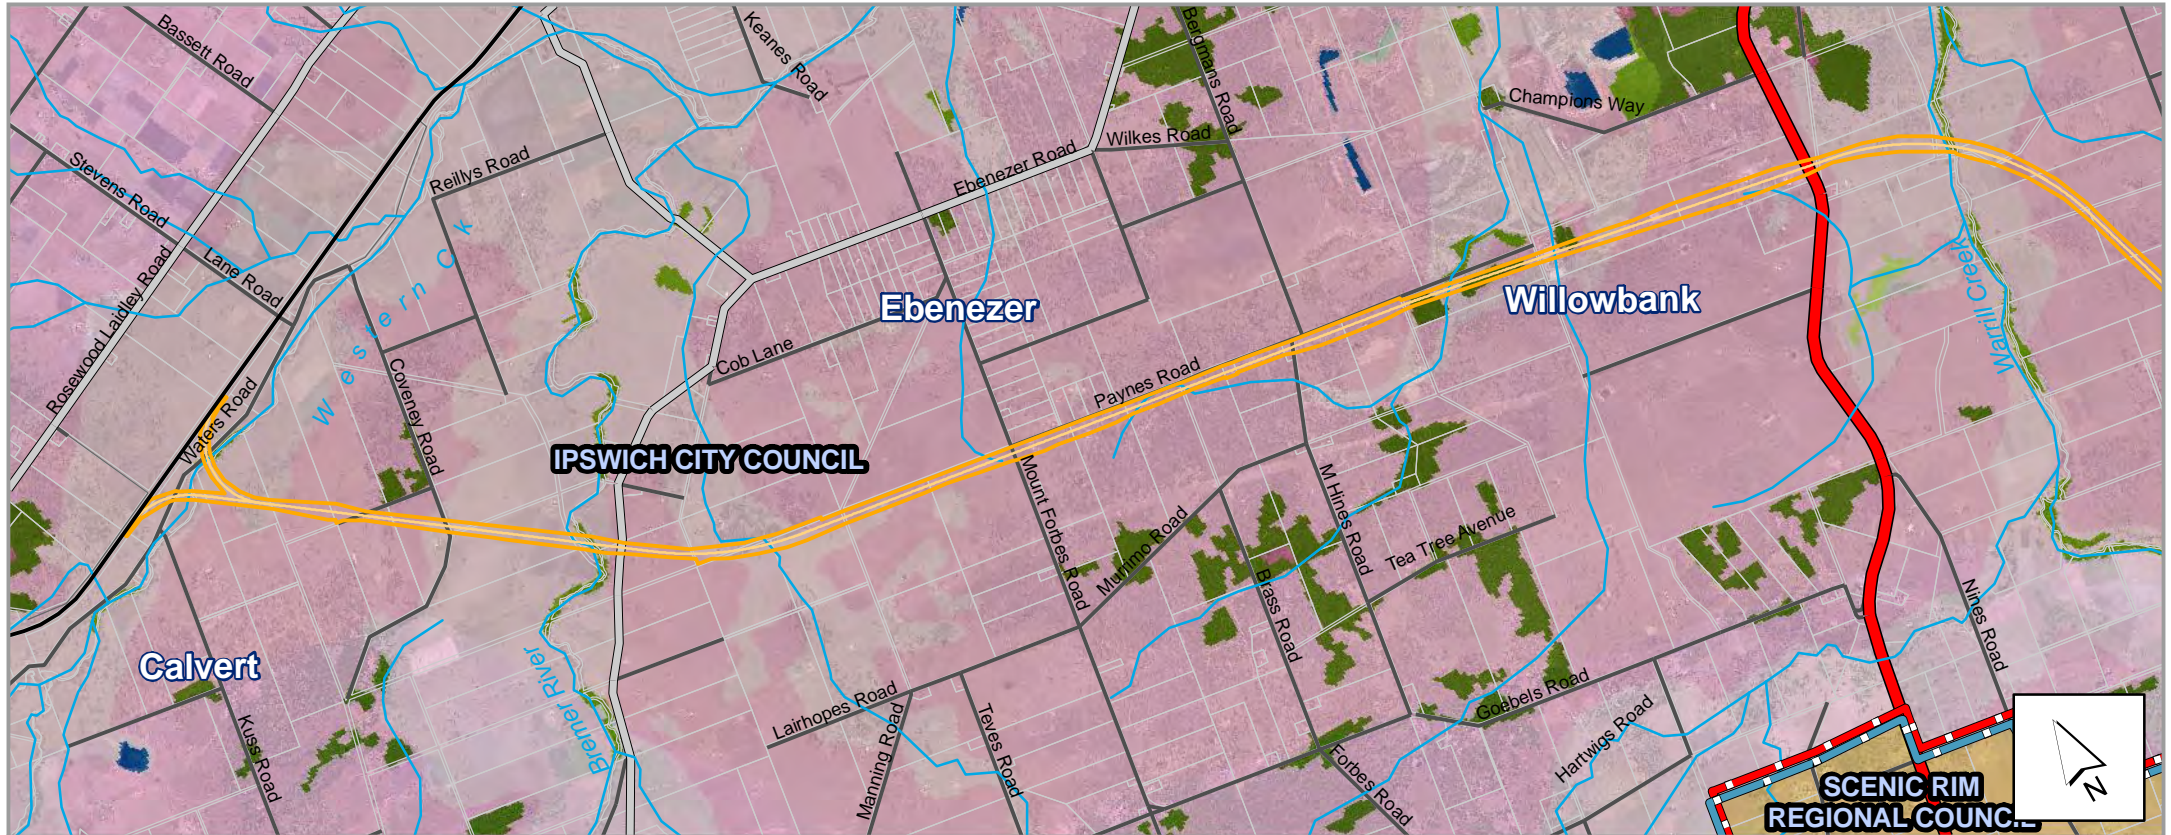 Bassett Road
Keanes Road
Bergmans Road
Champions Way
Wilkes Road
Ebenezer Road
Reillys Road
Stevens Road
Lane Road
Rosewood Laidley Road
Western Ck
Ebenezer
Willowbank
Warrill Creek
Cob Lane
Coveney Road
Paynes Road
Waters Road
IPSWICH CITY COUNCIL
Mount Forbes Road
M Hines Road
Mummo Road
Tea Tree Avenue
Brass Road
Nines Road
Calvert
Bremer River
Kuss Road
Lairhopes Road
Manning Road
Teves Road
Goebels Road
Hartwigs Road
Forbes Road
SCENIC RIM
REGIONAL COUNCIL
N